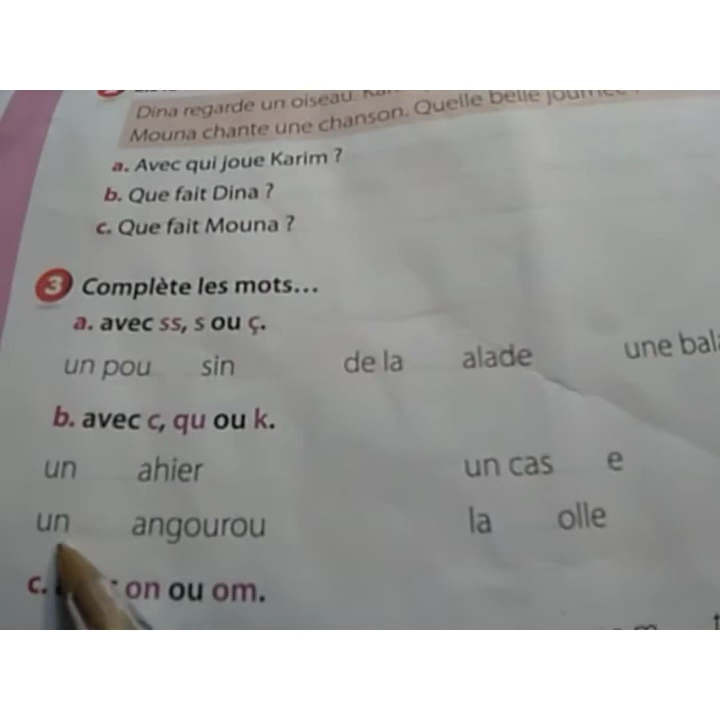 Dina regarde un oiseau.
Mouna chante une chanson. Quelle belle
a. Avec qui joue Karim ?
b. Que fait Dina ?
c. Que fait Mouna ?
3 Complète les mots...
a. avec ss, s ou ç.
un pou sin de la alade une bal
b. avec c, qu ou k.
un ahier un cas e
un angourou la olle
c. on ou om.